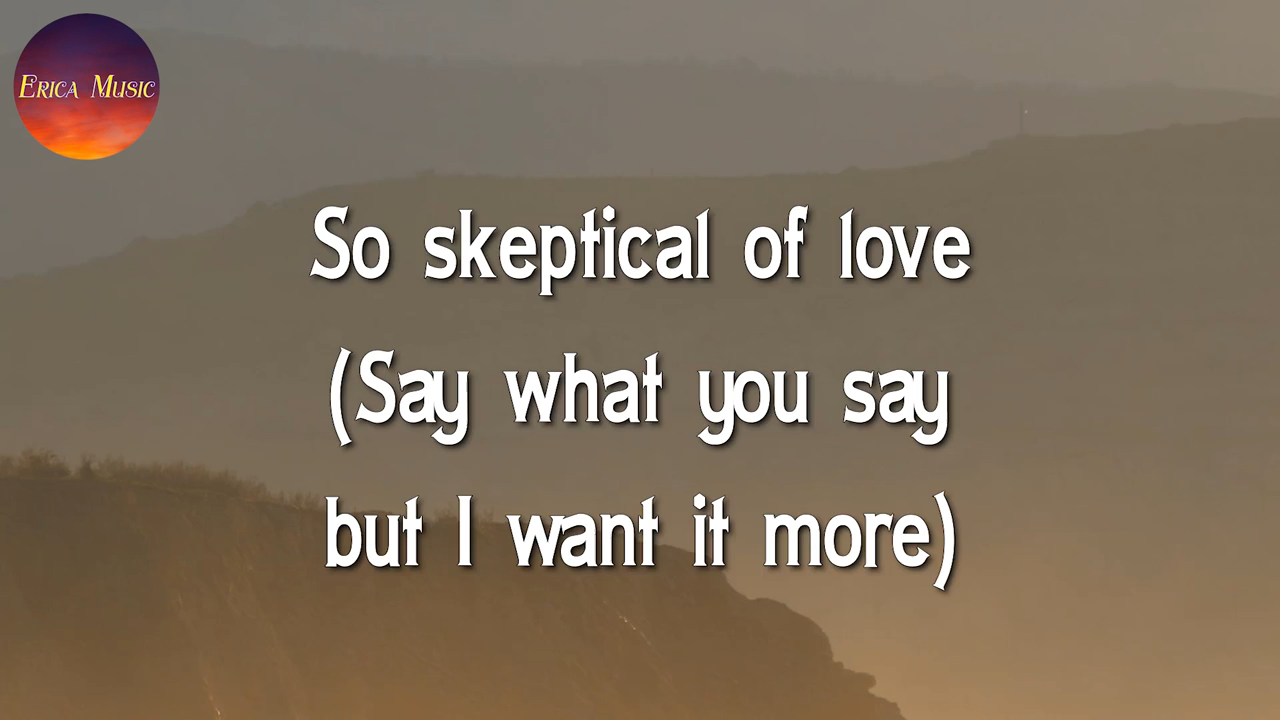 Erica Music
So skeptical of love
(Say what you say
but I want it more)